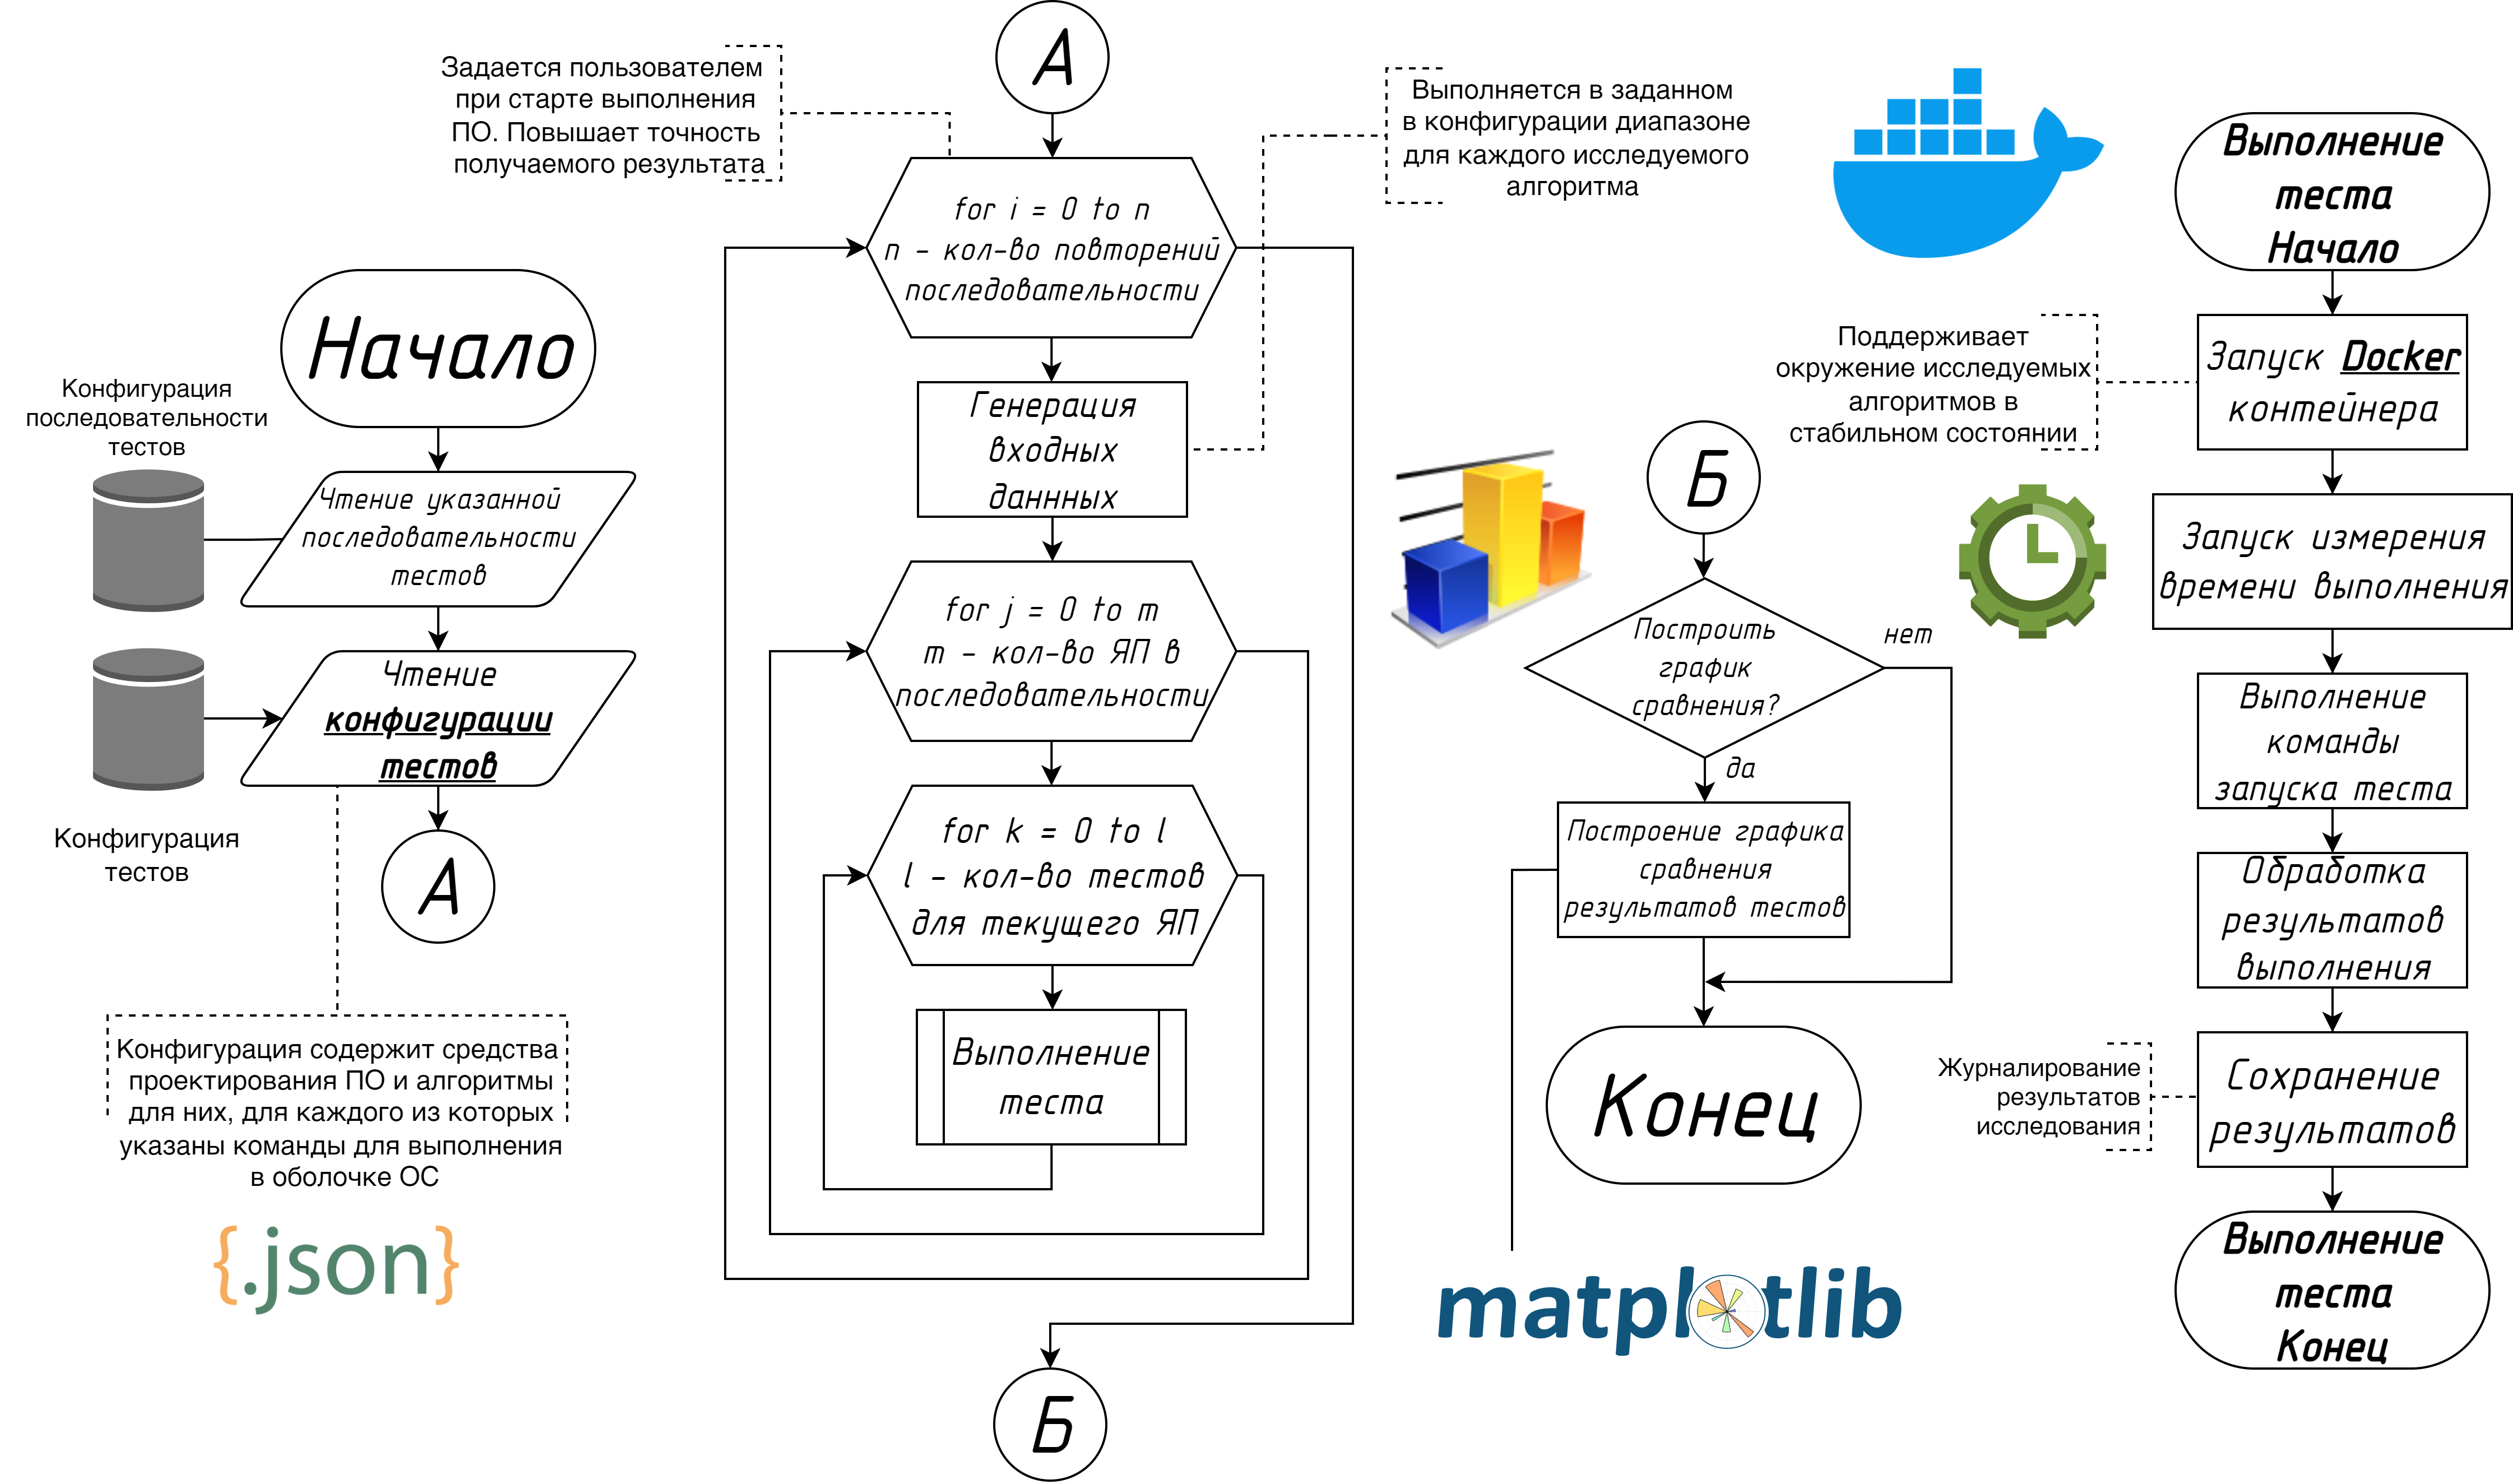 Начало
Конфигурация
последовательности
тестов
Чтение указанной
последовательности
тестов
Чтение
конфигурации
тестов
Конфигурация
тестов
А
Конфигурация содержит средства
проектирования ПО и алгоритмы
для них, для каждого из которых
указаны команды для выполнения
в оболочке ОС
{.json}
А
Задается пользователем
при старте выполнения
ПО. Повышает точность
получаемого результата
for i = 0 to n
n - кол-во повторений
последовательности
Выполняется в заданном
в конфигурации диапазоне
для каждого исследуемого
алгоритма
Генерация
входных
даннных
for j = 0 to m
m - кол-во ЯП в
последовательности
for k = 0 to l
l - кол-во тестов
для текущего ЯП
Выполнение
теста
Б
Б
Построить
график
сравнения?
нет
да
Построение графика
сравнения
результатов тестов
Конец
matplotlib
Выполнение
теста
Начало
Поддерживает
окружение исследуемых
алгоритмов в
стабильном состоянии
Запуск Docker
контейнера
Запуск измерения
времени выполнения
Выполнение
команды
запуска теста
Обработка
результатов
выполнения
Журналирование
результатов
исследования
Сохранение
результатов
Выполнение
теста
Конец